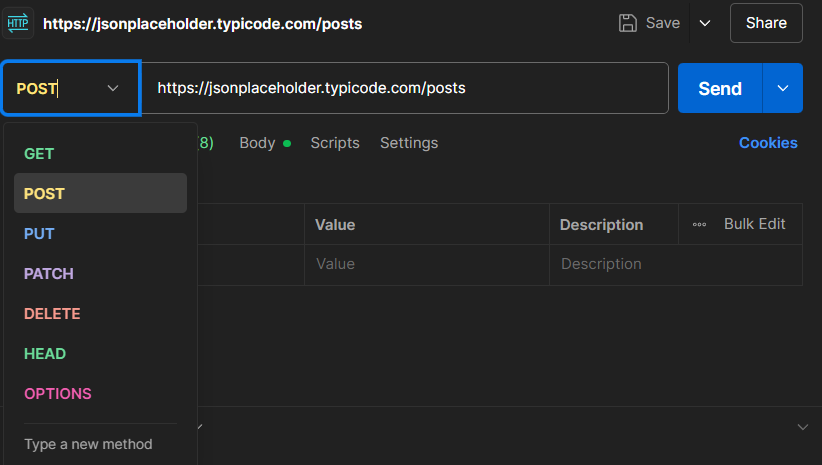 HTTP https://jsonplaceholder.typicode.com/posts Save Share
POST https://jsonplaceholder.typicode.com/posts Send
GET (8) Body Scripts Settings Cookies
POST
PUT Value Description Bulk Edit
PATCH Value Description
DELETE
HEAD
OPTIONS
Type a new method